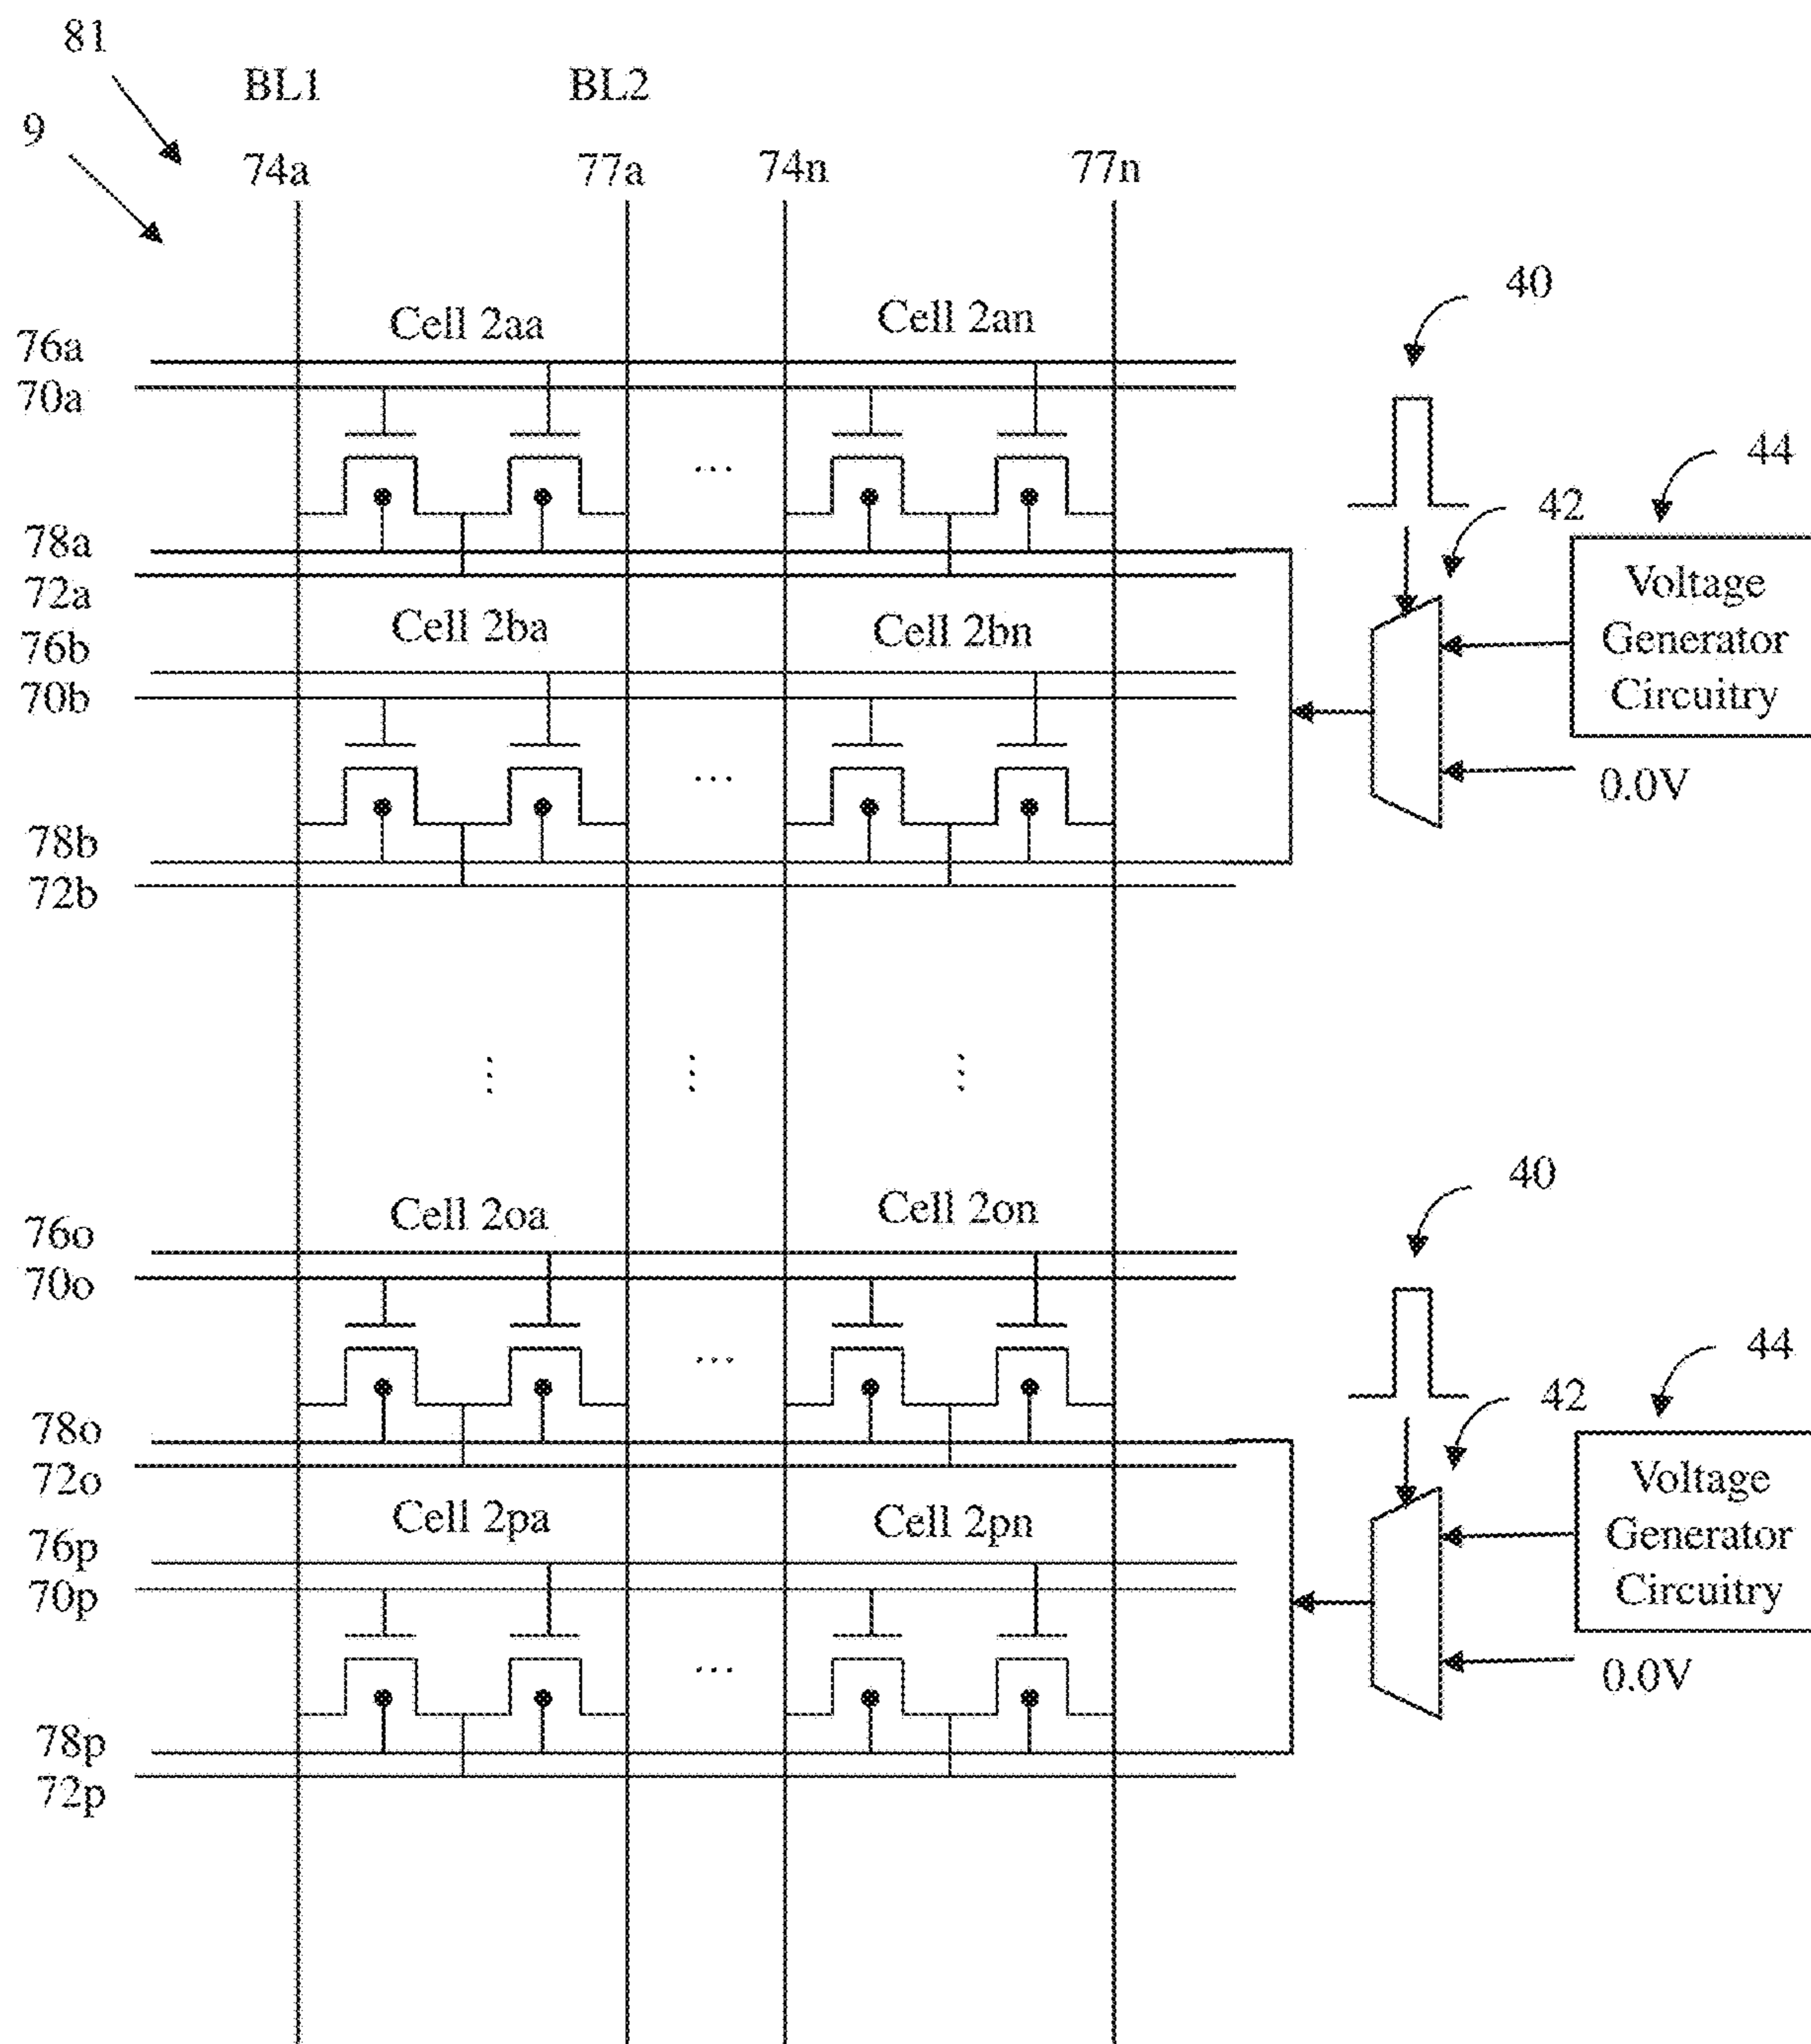 81
BL1 BL2
9
74a 77a 74n 77n
40
Cell 2aa Cell 2an
76a
70a
44
42
78a
72a
Voltage
Generator
Circuitry
Cell 2ba Cell 2bn
76b
70b
0.0V
...
...
78b
72b
...
...
...
40
Cell 2oa Cell 2on
76o
70o
44
42
...
78o
72o
Voltage
Generator
Circuitry
Cell 2pa Cell 2pn
76p
70p
0.0V
...
78p
72p